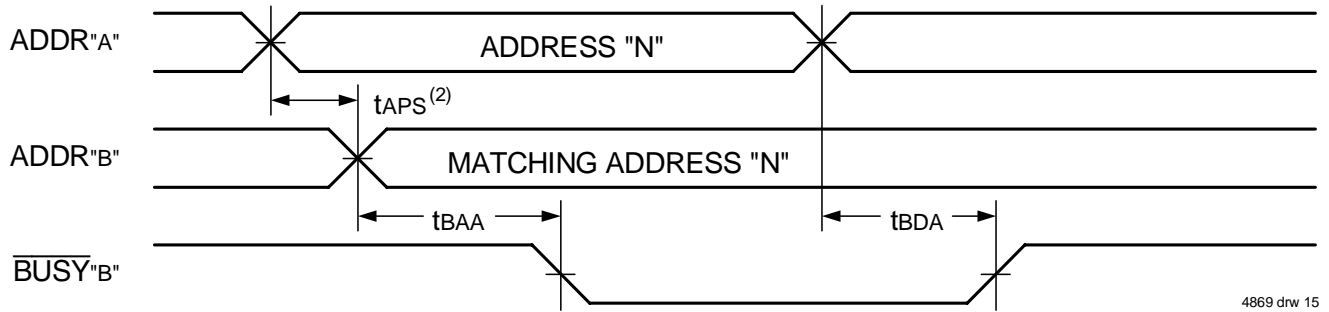 ADDR"A"
ADDRESS "N"
tAPS(2)
ADDR"B"
MATCHING ADDRESS "N"
tBAA
tBDA
BUSY"B"
4869 drw 15